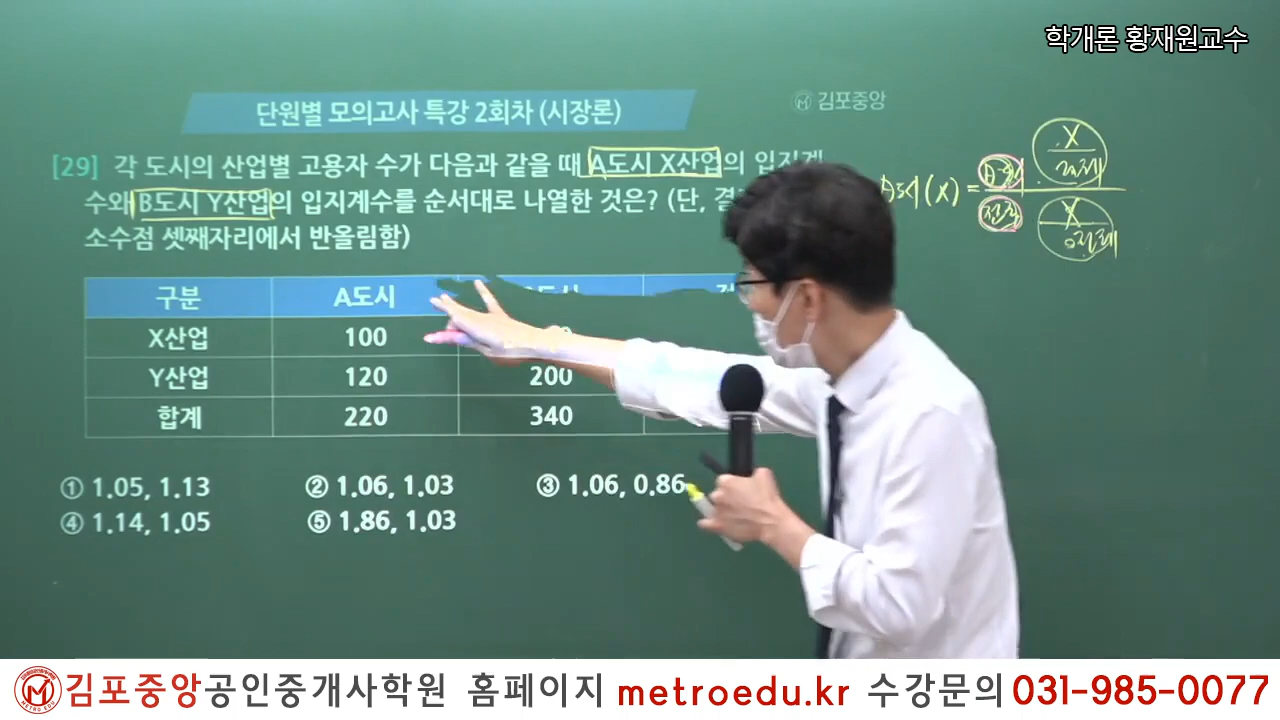 학개론 황재원교수
단원별 모의고사 특강 2회차 (시장론)
김포중앙
[29] 각 도시의 산업별 고용자 수가 다음과 같을 때 A도시 X산업의 입지계
수와 B도시 Y산업의 입지계수를 순서대로 나열한 것은? (단,
소수점 셋째자리에서 반올림함)
구분 A도시
X산업 100
Y산업 120 200
합계 220 340
① 1.05, 1.13 ② 1.06, 1.03 ③ 1.06, 0.86
④ 1.14, 1.05 ⑤ 1.86, 1.03
(X) =
X
X
김포중앙공인중개사학원 홈페이지 metroedu.kr 수강문의 031-985-0077